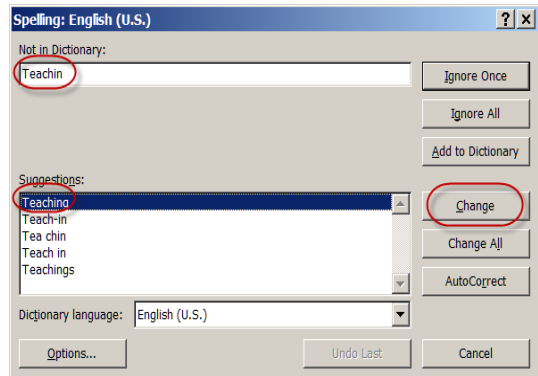 Spelling: English (U.S.)
Not in Dictionary:
Teachin
Ignore Once
Ignore All
Add to Dictionary
Suggestions:
Teaching
Teach-in
Tea chin
Teach in
Teachings
Change
Change All
AutoCorrect
Dictionary language: English (U.S.)
Options...
Undo Last
Cancel